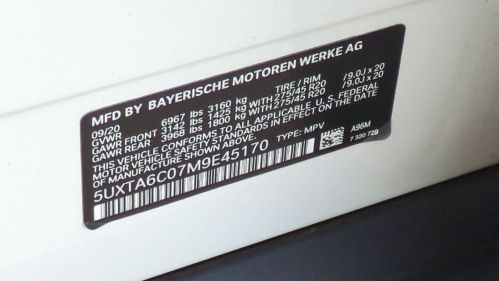 MFD BY BAYERISCHE MOTOREN WERKE AG
09/20 TIRE / RIM
GVWR 6967 lbs 3160 kg
GAWR FRONT 3142 lbs 1425 kg WITH 275/45 R20 /9.0J x 20
GAWR REAR 3968 lbs 1800 kg WITH 275/45 R20 /9.0J x 20
THIS VEHICLE CONFORMS TO ALL APPLICABLE U.S. FEDERAL
MOTOR VEHICLE SAFETY STANDARDS IN EFFECT ON THE DATE
OF MANUFACTURE SHOWN ABOVE.
5UXTA6C07M9E45170 TYPE: MPV A96M
7 320 729